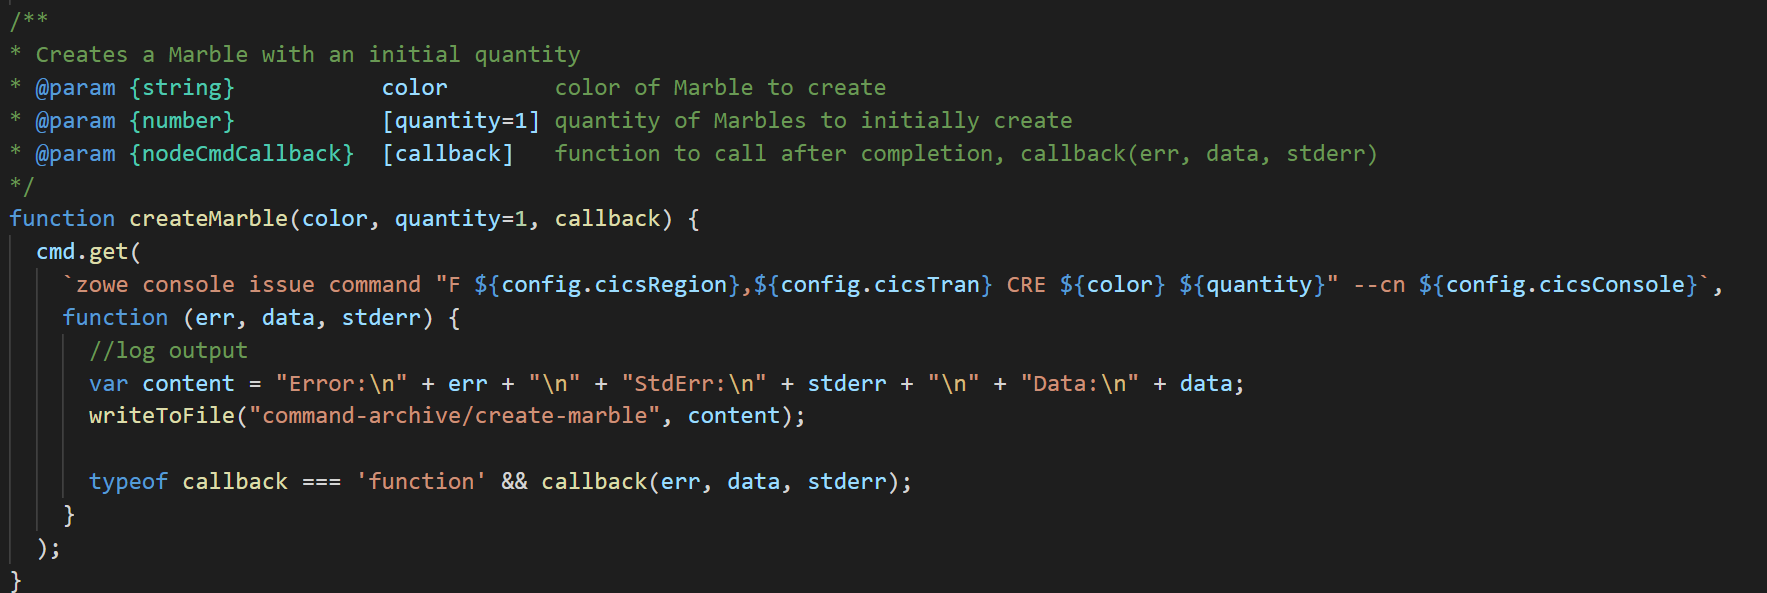 /**
* Creates a Marble with an initial quantity
* @param {string}           color        color of Marble to create
* @param {number}           [quantity=1] quantity of Marbles to initially create
* @param {nodeCmdCallback}  [callback]   function to call after completion, callback(err, data, stderr)
*/
function createMarble(color, quantity=1, callback) {
  cmd.get(
    `zowe console issue command "F ${config.cicsRegion},${config.cicsTran} CRE ${color} ${quantity}" --cn ${config.cicsConsole}`,
    function (err, data, stderr) {
      //log output
      var content = "Error:\n" + err + "\n" + "StdErr:\n" + stderr + "\n" + "Data:\n" + data;
      writeToFile("command-archive/create-marble", content);

      typeof callback === 'function' && callback(err, data, stderr);
    }
  );
}